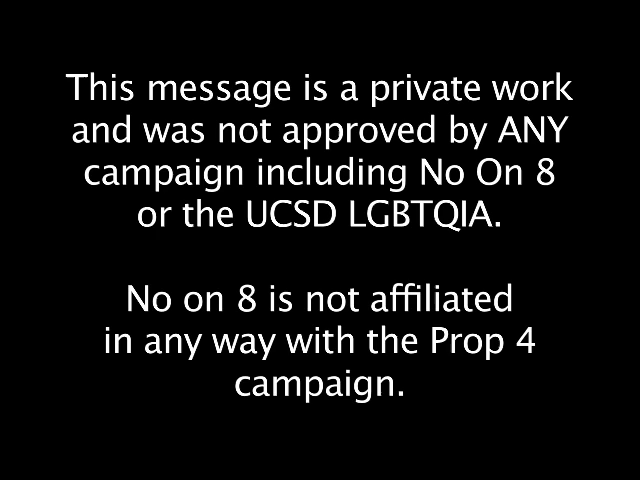 This message is a private work
and was not approved by ANY
campaign including No On 8
or the UCSD LGBTQIA.
No on 8 is not affiliated
in any way with the Prop 4
campaign.